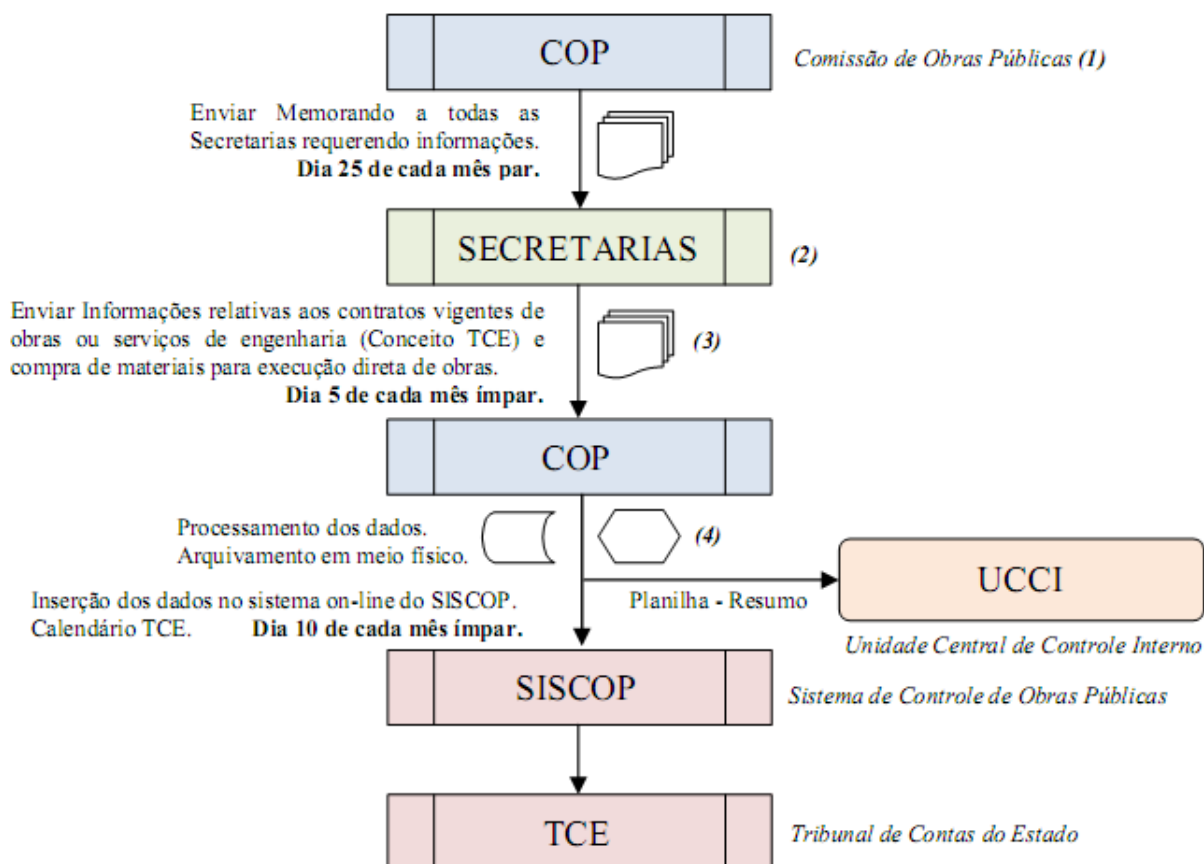 COP
Comissão de Obras Públicas (1)
Enviar Memorando a todas as
Secretarias requerendo informações.
Dia 25 de cada mês par.
SECRETARIAS
(2)
Enviar Informações relativas aos contratos vigentes de
obras ou serviços de engenharia (Conceito TCE) e
compra de materiais para execução direta de obras.
Dia 5 de cada mês ímpar.
(3)
COP
Processamento dos dados.
Arquivamento em meio físico.
(4)
UCCI
Planilha - Resumo
Inserção dos dados no sistema on-line do SISCOP.
Calendário TCE. Dia 10 de cada mês ímpar.
Unidade Central de Controle Interno
SISCOP
Sistema de Controle de Obras Públicas
TCE
Tribunal de Contas do Estado